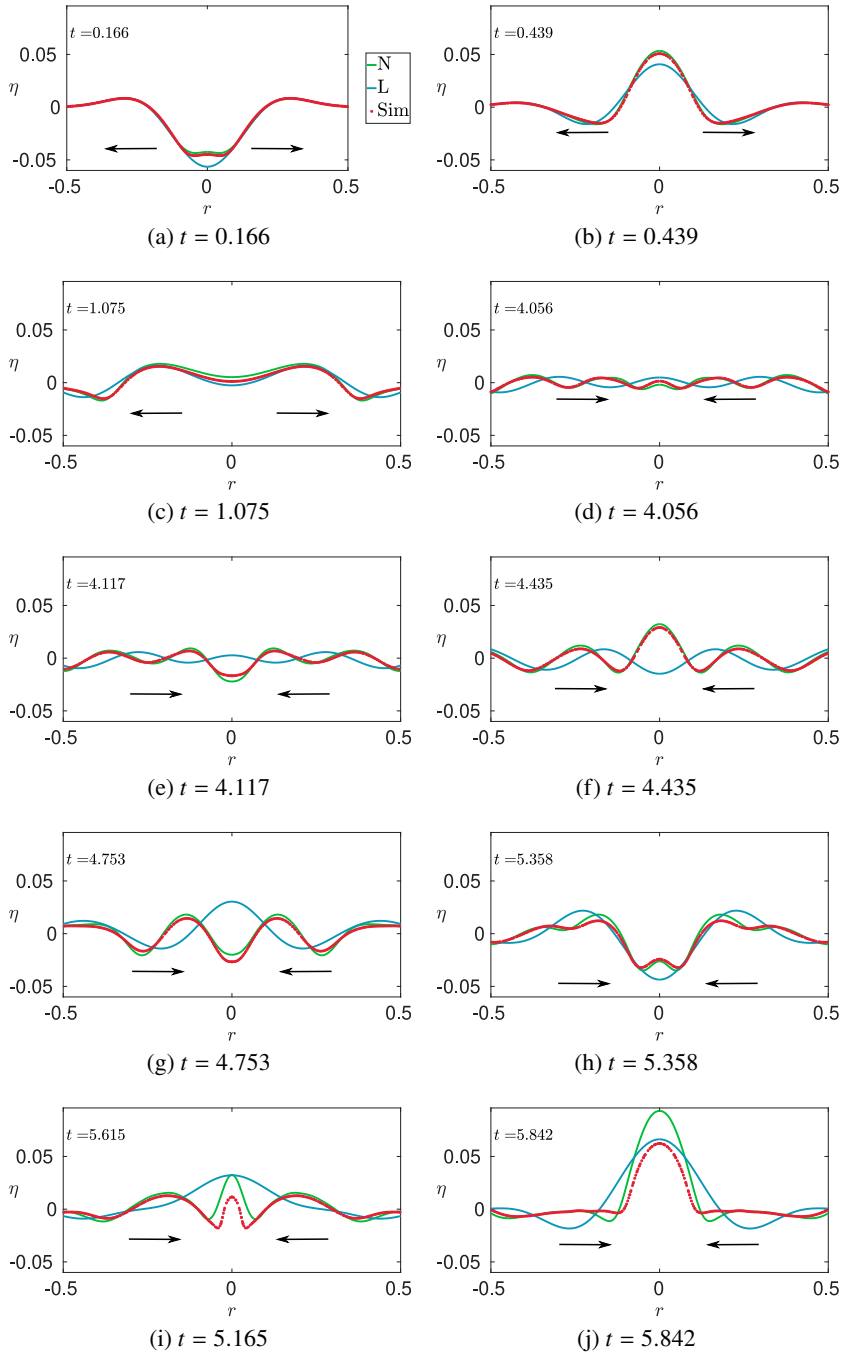 t = 0.166
0.05
η
0
-0.05
-0.5 0 0.5
r
N
L
Sim
(a) t = 0.166
t = 0.439
0.05
η
0
-0.05
-0.5 0 0.5
r
(b) t = 0.439
t = 1.075
0.05
η
0
-0.05
-0.5 0 0.5
r
(c) t = 1.075
t = 4.056
0.05
η
0
-0.05
-0.5 0 0.5
r
(d) t = 4.056
t = 4.117
0.05
η
0
-0.05
-0.5 0 0.5
r
(e) t = 4.117
t = 4.435
0.05
η
0
-0.05
-0.5 0 0.5
r
(f) t = 4.435
t = 4.753
0.05
η
0
-0.05
-0.5 0 0.5
r
(g) t = 4.753
t = 5.358
0.05
η
0
-0.05
-0.5 0 0.5
r
(h) t = 5.358
t = 5.615
0.05
η
0
-0.05
-0.5 0 0.5
r
(i) t = 5.165
t = 5.842
0.05
η
0
-0.05
-0.5 0 0.5
r
(j) t = 5.842